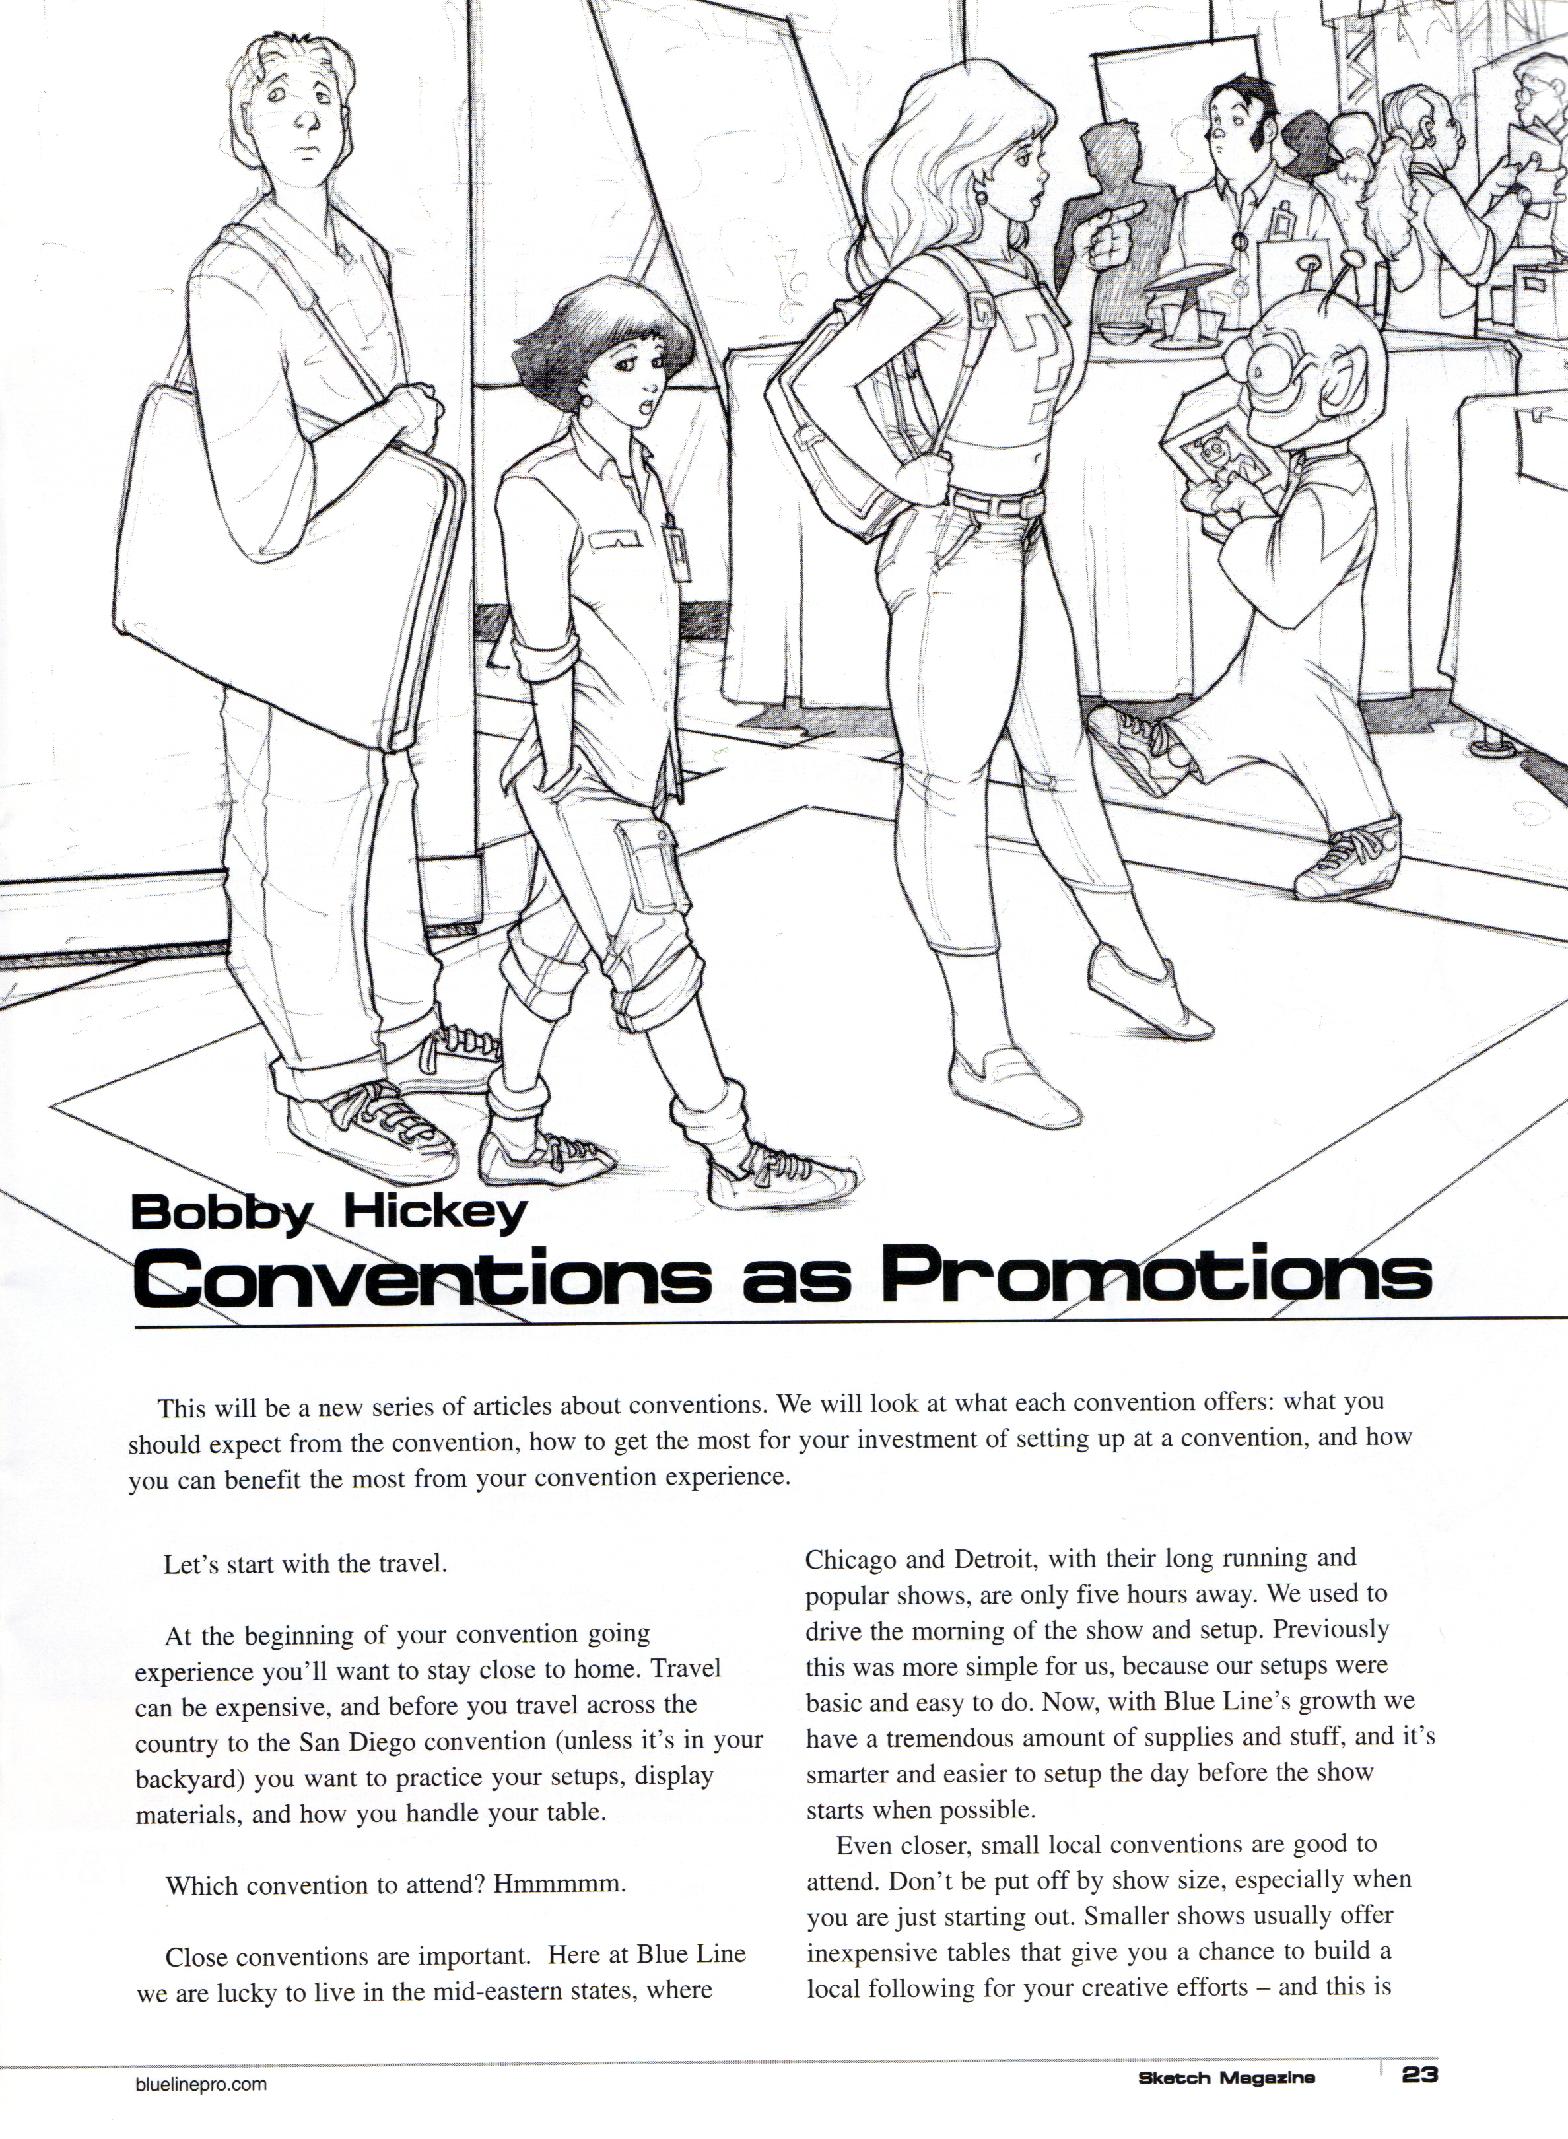 Bobby Hickey
Conventions as Promotions
This will be a new series of articles about conventions. We will look at what each convention offers: what you
should expect from the convention, how to get the most for your investment of setting up at a convention, and how
you can benefit the most from your convention experience.
Let's start with the travel.
At the beginning of your convention going
experience you'll want to stay close to home. Travel
can be expensive, and before you travel across the
country to the San Diego convention (unless it's in your
backyard) you want to practice your setups, display
materials, and how you handle your table.
Which convention to attend? Hmmmmm.
Close conventions are important. Here at Blue Line
we are lucky to live in the mid-eastern states, where
Chicago and Detroit, with their long running and
popular shows, are only five hours away. We used to
drive the morning of the show and setup. Previously
this was more simple for us, because our setups were
basic and easy to do. Now, with Blue Line's growth we
have a tremendous amount of supplies and stuff, and it's
smarter and easier to setup the day before the show
starts when possible.
Even closer, small local conventions are good to
attend. Don't be put off by show size, especially when
you are just starting out. Smaller shows usually offer
inexpensive tables that give you a chance to build a
local following for your creative efforts – and this is
bluelinepro.com
Sketch Magazine
23